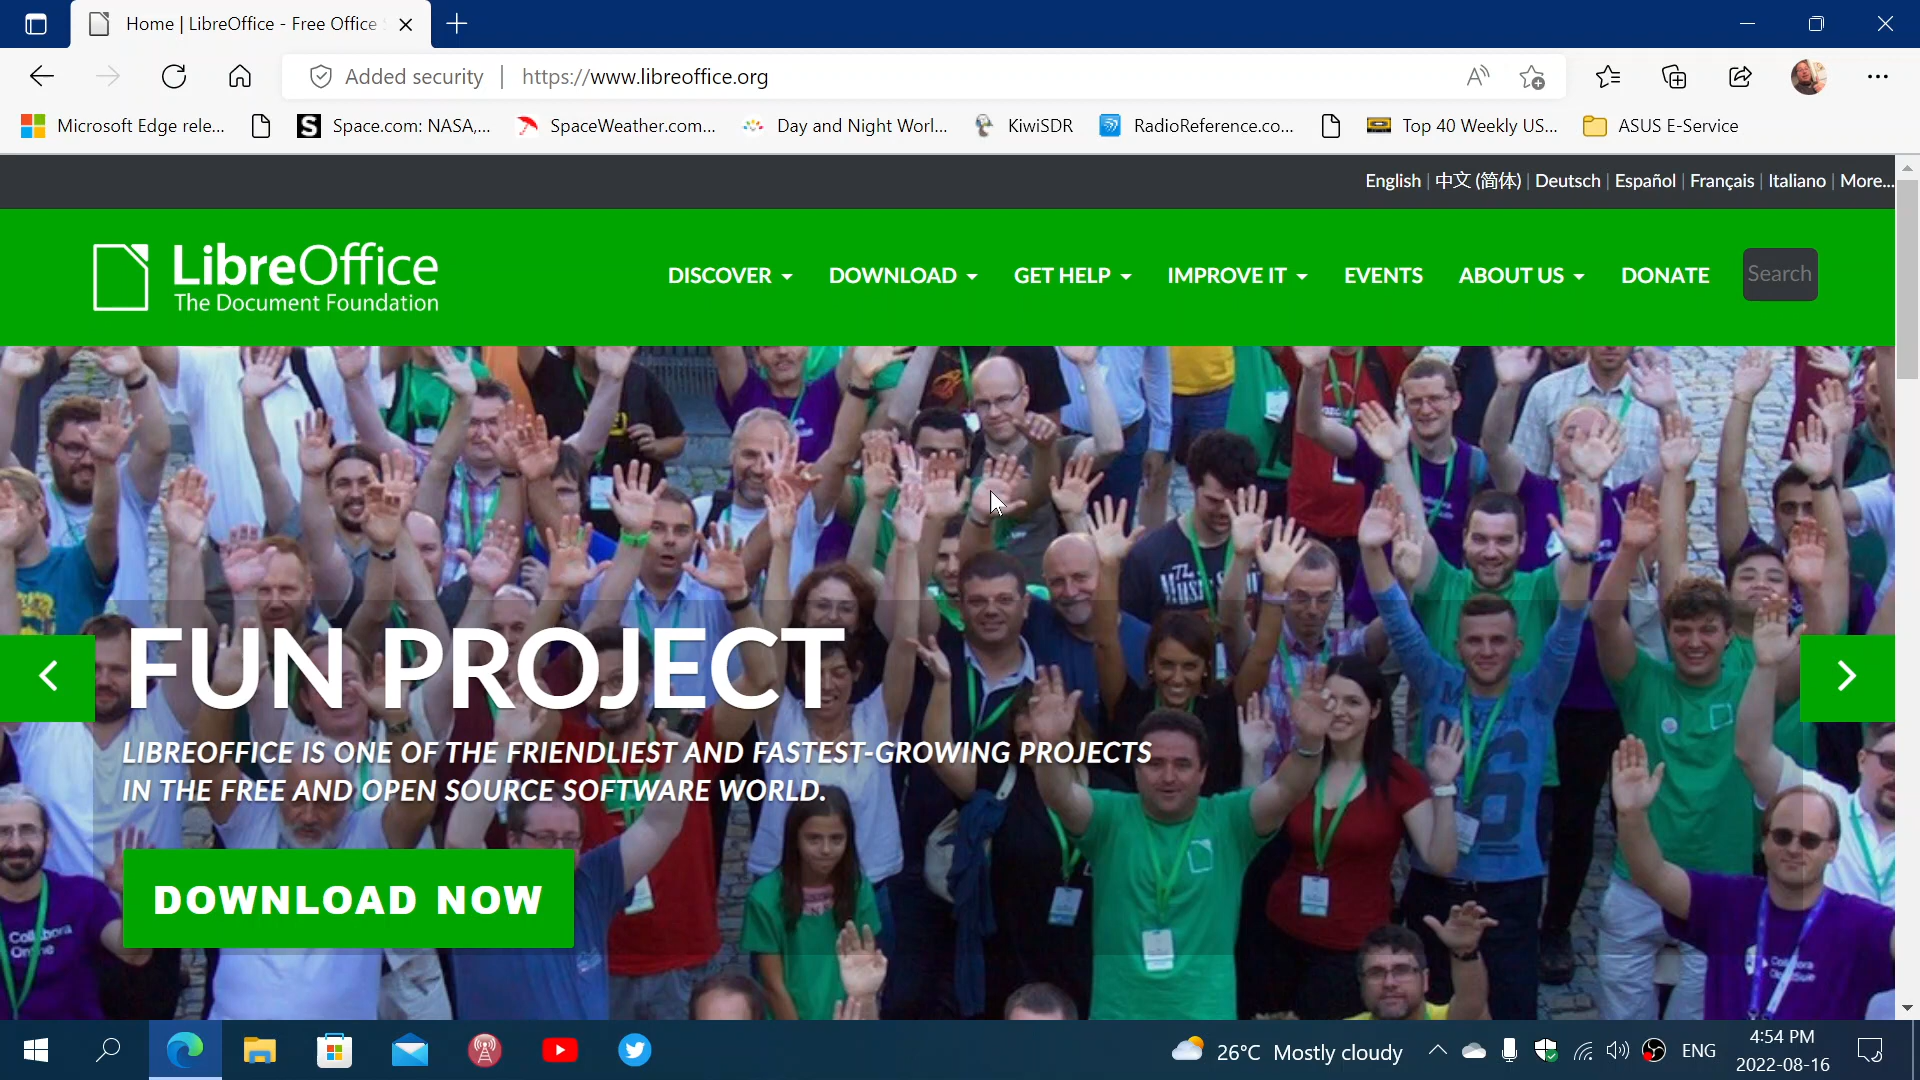 Home | LibreOffice - Free Office
Added security | https://www.libreoffice.org
Microsoft Edge rele...
Space.com: NASA,...
SpaceWeather.com...
Day and Night Worl...
KiwiSDR
RadioReference.co...
Top 40 Weekly US...
ASUS E-Service
English | 中文 (简体) | Deutsch | Español | Français | Italiano | More...
LibreOffice
The Document Foundation
DISCOVER
DOWNLOAD
GET HELP
IMPROVE IT
EVENTS
ABOUT US
DONATE
Search
FUN PROJECT
LIBREOFFICE IS ONE OF THE FRIENDLIEST AND FASTEST-GROWING PROJECTS
IN THE FREE AND OPEN SOURCE SOFTWARE WORLD.
DOWNLOAD NOW
26°C Mostly cloudy
ENG
4:54 PM
2022-08-16